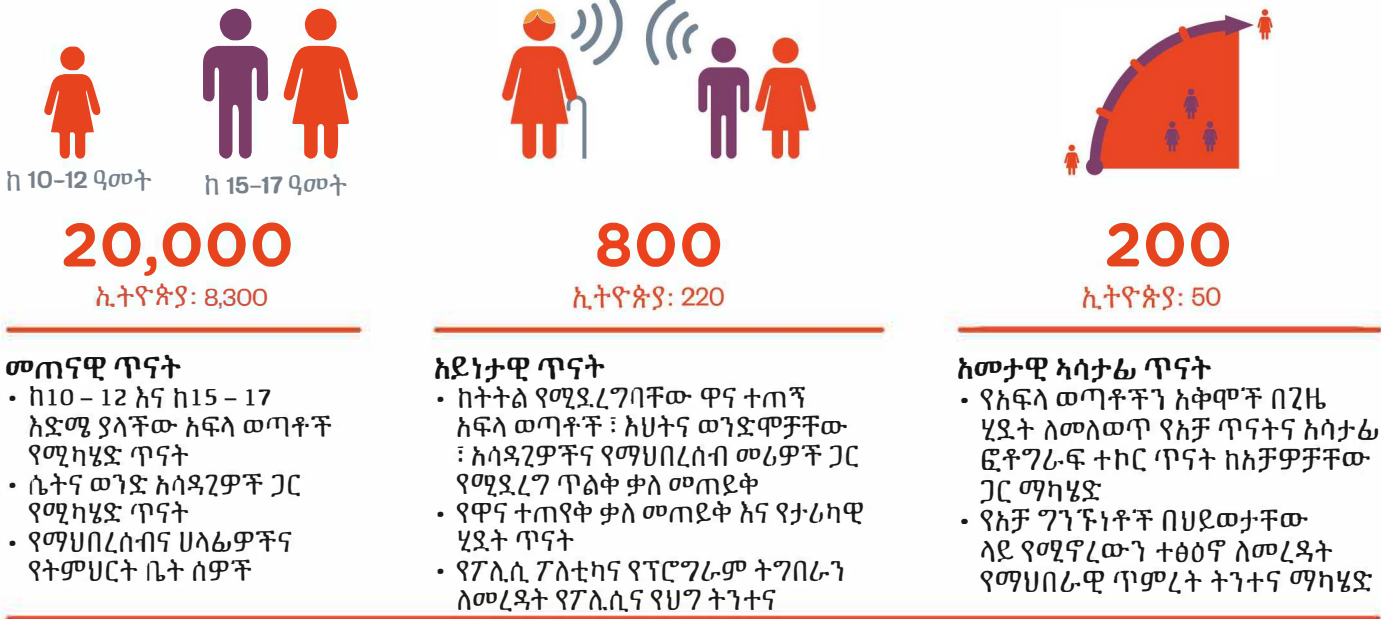 ከ 10–12 ዓመት
ከ 15–17 ዓመት
20,000
ኢትዮጵያ: 8,300
መጠናዊ ጥናት
• ከ10 – 12 እና ከ15 – 17
እድሜ ያላችው አፍላ ወጣቶች
የሚካሄድ ጥናት
• ሴትና ወንድ አሳዳጊዎች ጋር
የሚካሄድ ጥናት
• የማህበረሰብና ሀላፊዎችና
የትምህርት ቤት ሰዎች
800
ኢትዮጵያ: 220
አይነታዊ ጥናት
• ከትትል የሚደረግባቸው ዋና ተጠኝ
አፍላ ወጣቶች ፣ እህትና ወንድሞቻቸው
፣ አሳዳጊዎችና የማህበረሰብ መሪዎች ጋር
የሚደረግ ጥልቅ ቃለ መጠይቅ
• የዋና ተጠየቅ ቃለ መጠይቅ እና የታሪካዊ
ሂደት ጥናት
• የፖሊሲ ፖለቲካና የፕሮግራም ትግበራን
ለመረዳት የፖሊሲና የህግ ትንተና
200
ኢትዮጵያ: 50
አመታዊ ኣሳታፊ ጥናት
• የአፍላ ወጣቶችን አቅሞች በጊዜ
ሂደት ለመለወጥ የአቻ ጥናትና አሳታፊ
ፎቶግራፍ ተኮር ጥናት ከአቻዎቻቸው
ጋር ማካሄድ
• የአቻ ግንኙነቶች በህይወታቸው
ላይ የሚኖረውን ተፅዕኖ ለመረዳት
የማህበራዊ ጥምረት ትንተና ማካሄድ